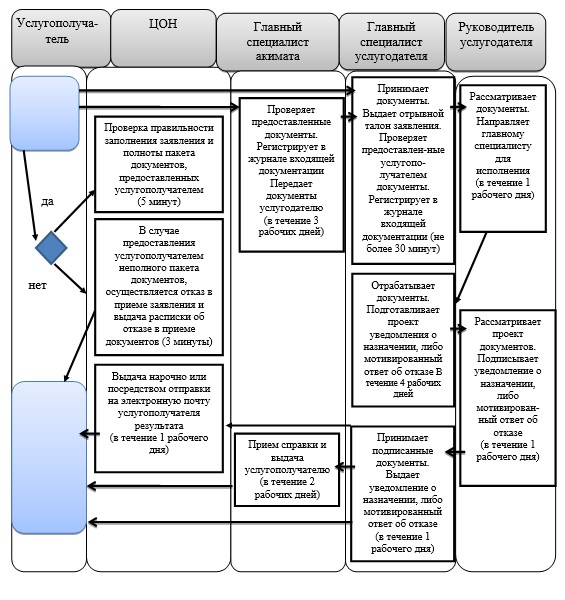 Услугополуча-
тель
ЦОН
Главный
специалист
акимата
Главный
специалист
услугодателя
Руководитель
услугодателя
да
нет
Проверка правильности
заполнения заявления и
полноты пакета
документов,
предоставленных
услугополучателем
(5 минут)
В случае
предоставления
услугополучателем
неполного пакета
документов,
осуществляется отказ в
приеме заявления и
выдача расписки об
отказе в приеме
документов (3 минуты)
Выдача нарочно или
посредством отправки
на электронную почту
услугополучателя
результата
(в течение 1 рабочего
дня)
Проверяет
предоставленные
документы.
Регистрирует в
журнале входящей
документации
Передает
документы
услугодателю
(в течение 3
рабочих дней)
Прием справки и
выдача
услугополучателю
(в течение 2
рабочих дней)
Принимает
документы.
Выдает отрывной
талон заявления.
Проверяет
предоставлен-ные
услугопо-
лучателем
документы.
Регистрирует в
журнале
входящей
документации (не
более 30 минут)
Отрабатывает
документы.
Подготавливает
проект
уведомления о
назначении, либо
мотивированный
ответ об отказе В
течение 4 рабочих
дней
Принимает
подписанные
документы.
Выдает
уведомление о
назначении, либо
мотивированный
ответ об отказе
(в течение 1
рабочего дня)
Рассматривает
документы.
Направляет
главному
специалисту
для
исполнения
(в течение 1
рабочего дня)
Рассматривает
проект
документов.
Подписывает
уведомление о
назначении,
либо
мотивирован-
ный ответ об
отказе
(в течение 1
рабочего дня)